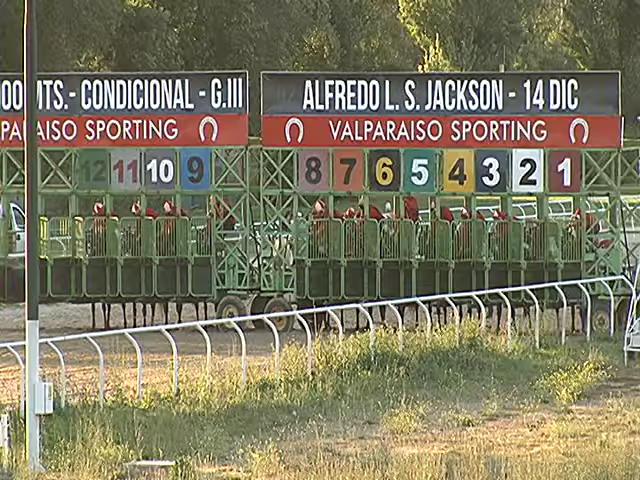 00 MTS. - CONDICIONAL - G.III
PARAISO SPORTING
ALFREDO L. S. JACKSON - 14 DIC
VALPARAISO SPORTING
12 11 10 9
8 7 6 5 4 3 2 1